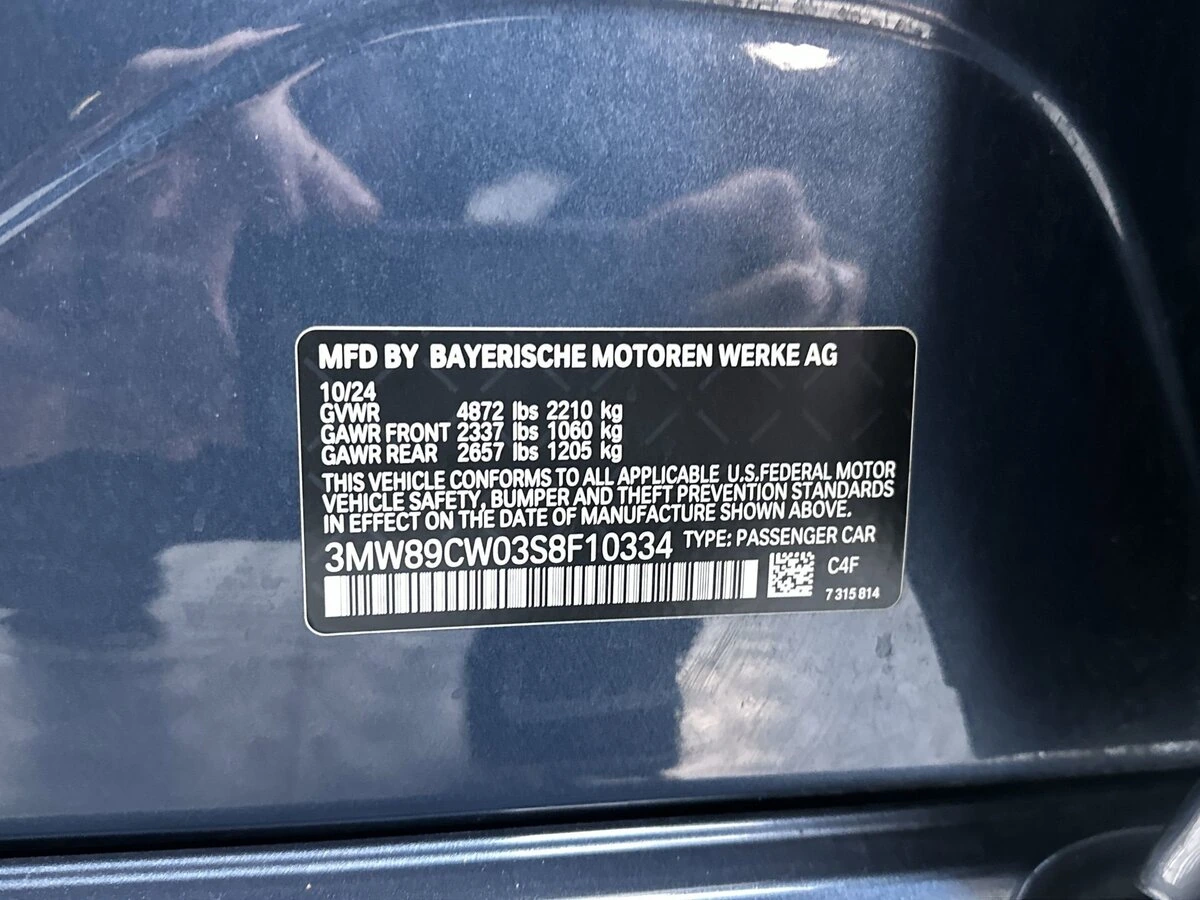 MFD BY BAYERISCHE MOTOREN WERKE AG
10/24
GVWR 4872 lbs 2210 kg
GAWR FRONT 2337 lbs 1060 kg
GAWR REAR 2657 lbs 1205 kg
THIS VEHICLE CONFORMS TO ALL APPLICABLE U.S.FEDERAL MOTOR
VEHICLE SAFETY, BUMPER AND THEFT PREVENTION STANDARDS
IN EFFECT ON THE DATE OF MANUFACTURE SHOWN ABOVE.
3MW89CW03S8F10334 TYPE: PASSENGER CAR
C4F
7 315 814